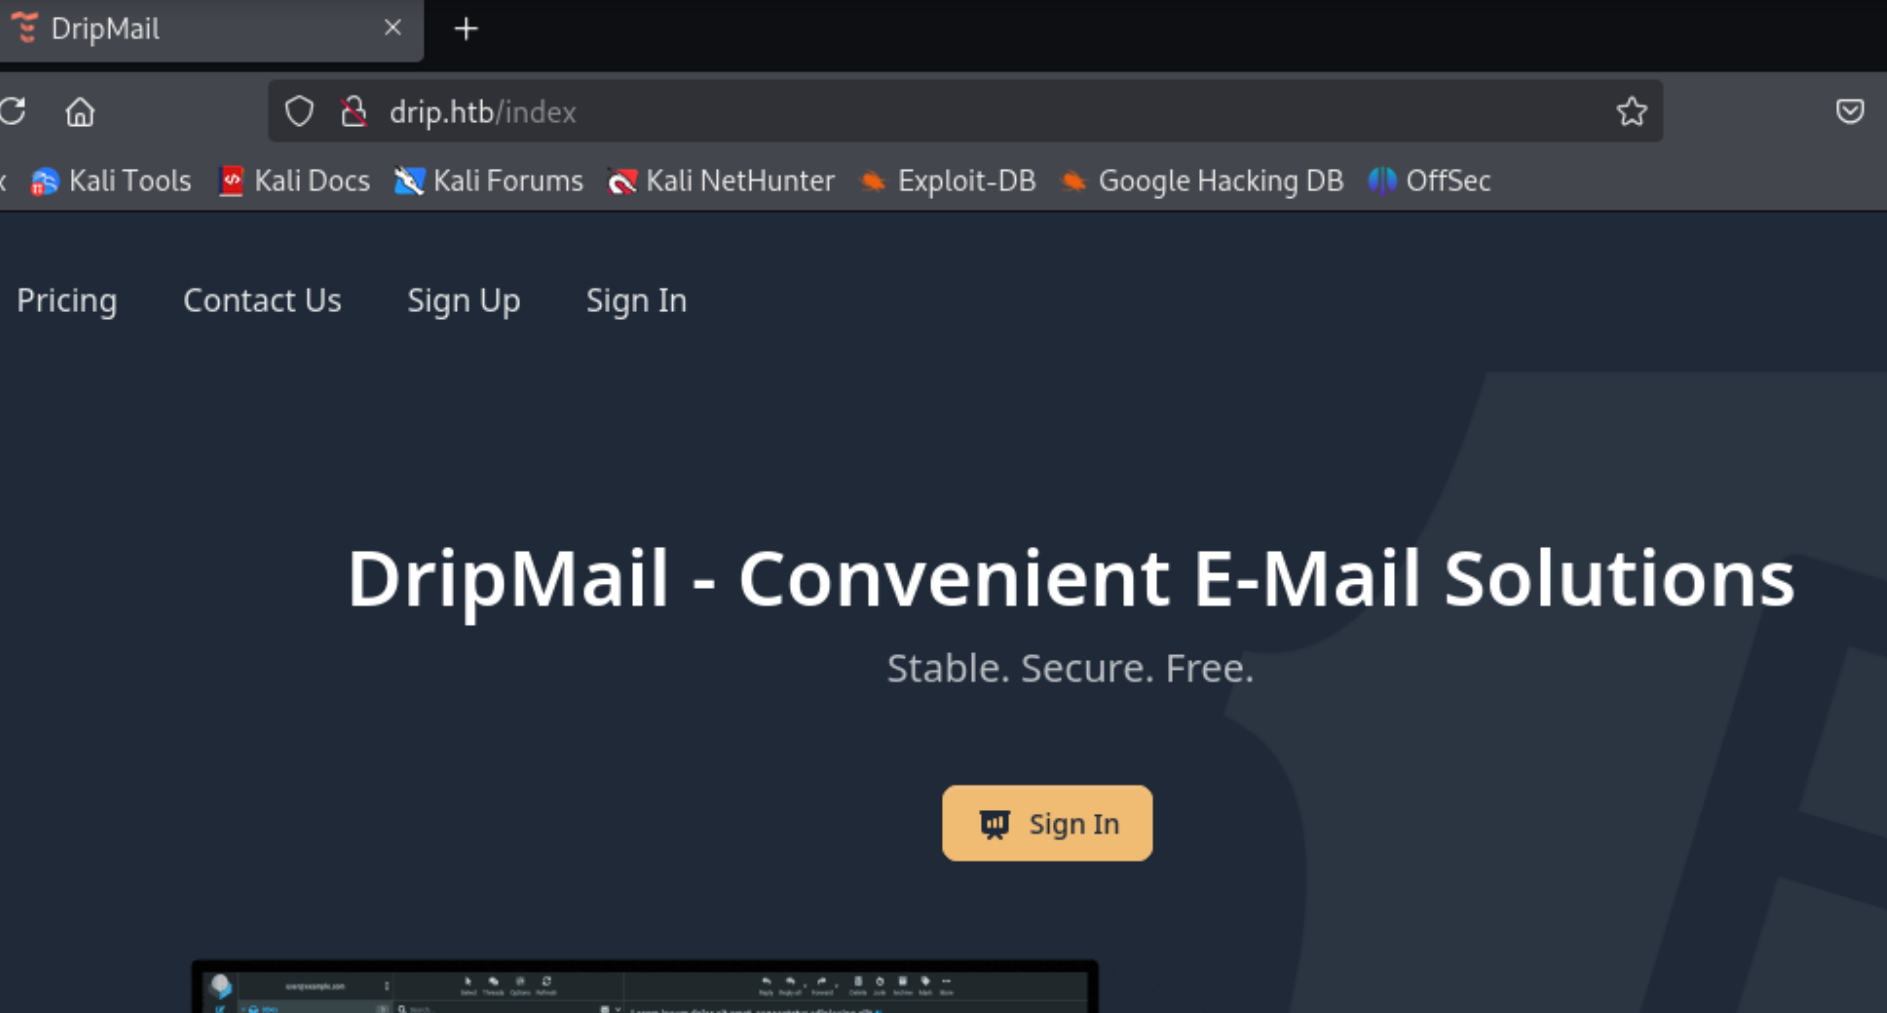 DripMail
drip.htb/index
Kali Tools Kali Docs Kali Forums Kali NetHunter Exploit-DB Google Hacking DB OffSec
Pricing Contact Us Sign Up Sign In
DripMail - Convenient E-Mail Solutions
Stable. Secure. Free.
Sign In